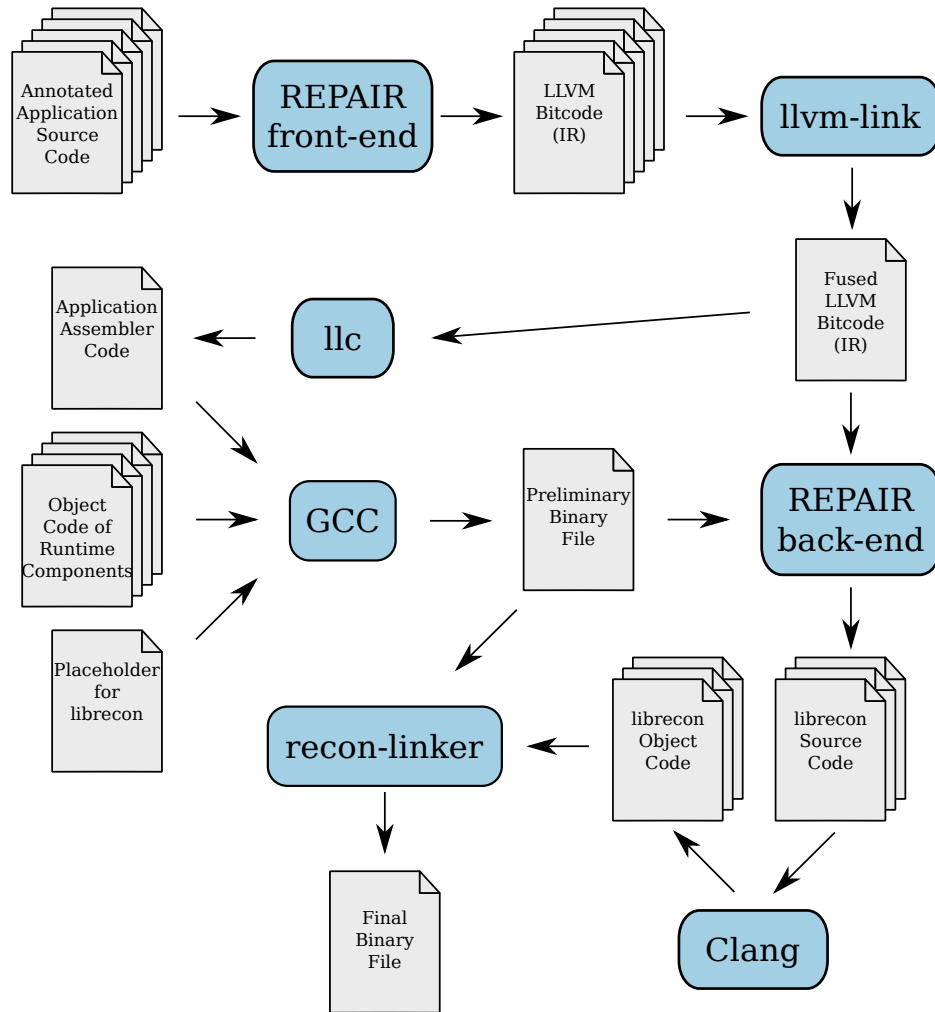 Annotated
Application
Source
Code
REPAIR
front-end
LLVM
Bitcode
(IR)
llvm-link
Application
Assembler
Code
llc
Fused
LLVM
Bitcode
(IR)
Object
Code of
Runtime
Components
GCC
Preliminary
Binary
File
REPAIR
back-end
Placeholder
for
librecon
recon-linker
librecon
Object
Code
librecon
Source
Code
Final
Binary
File
Clang